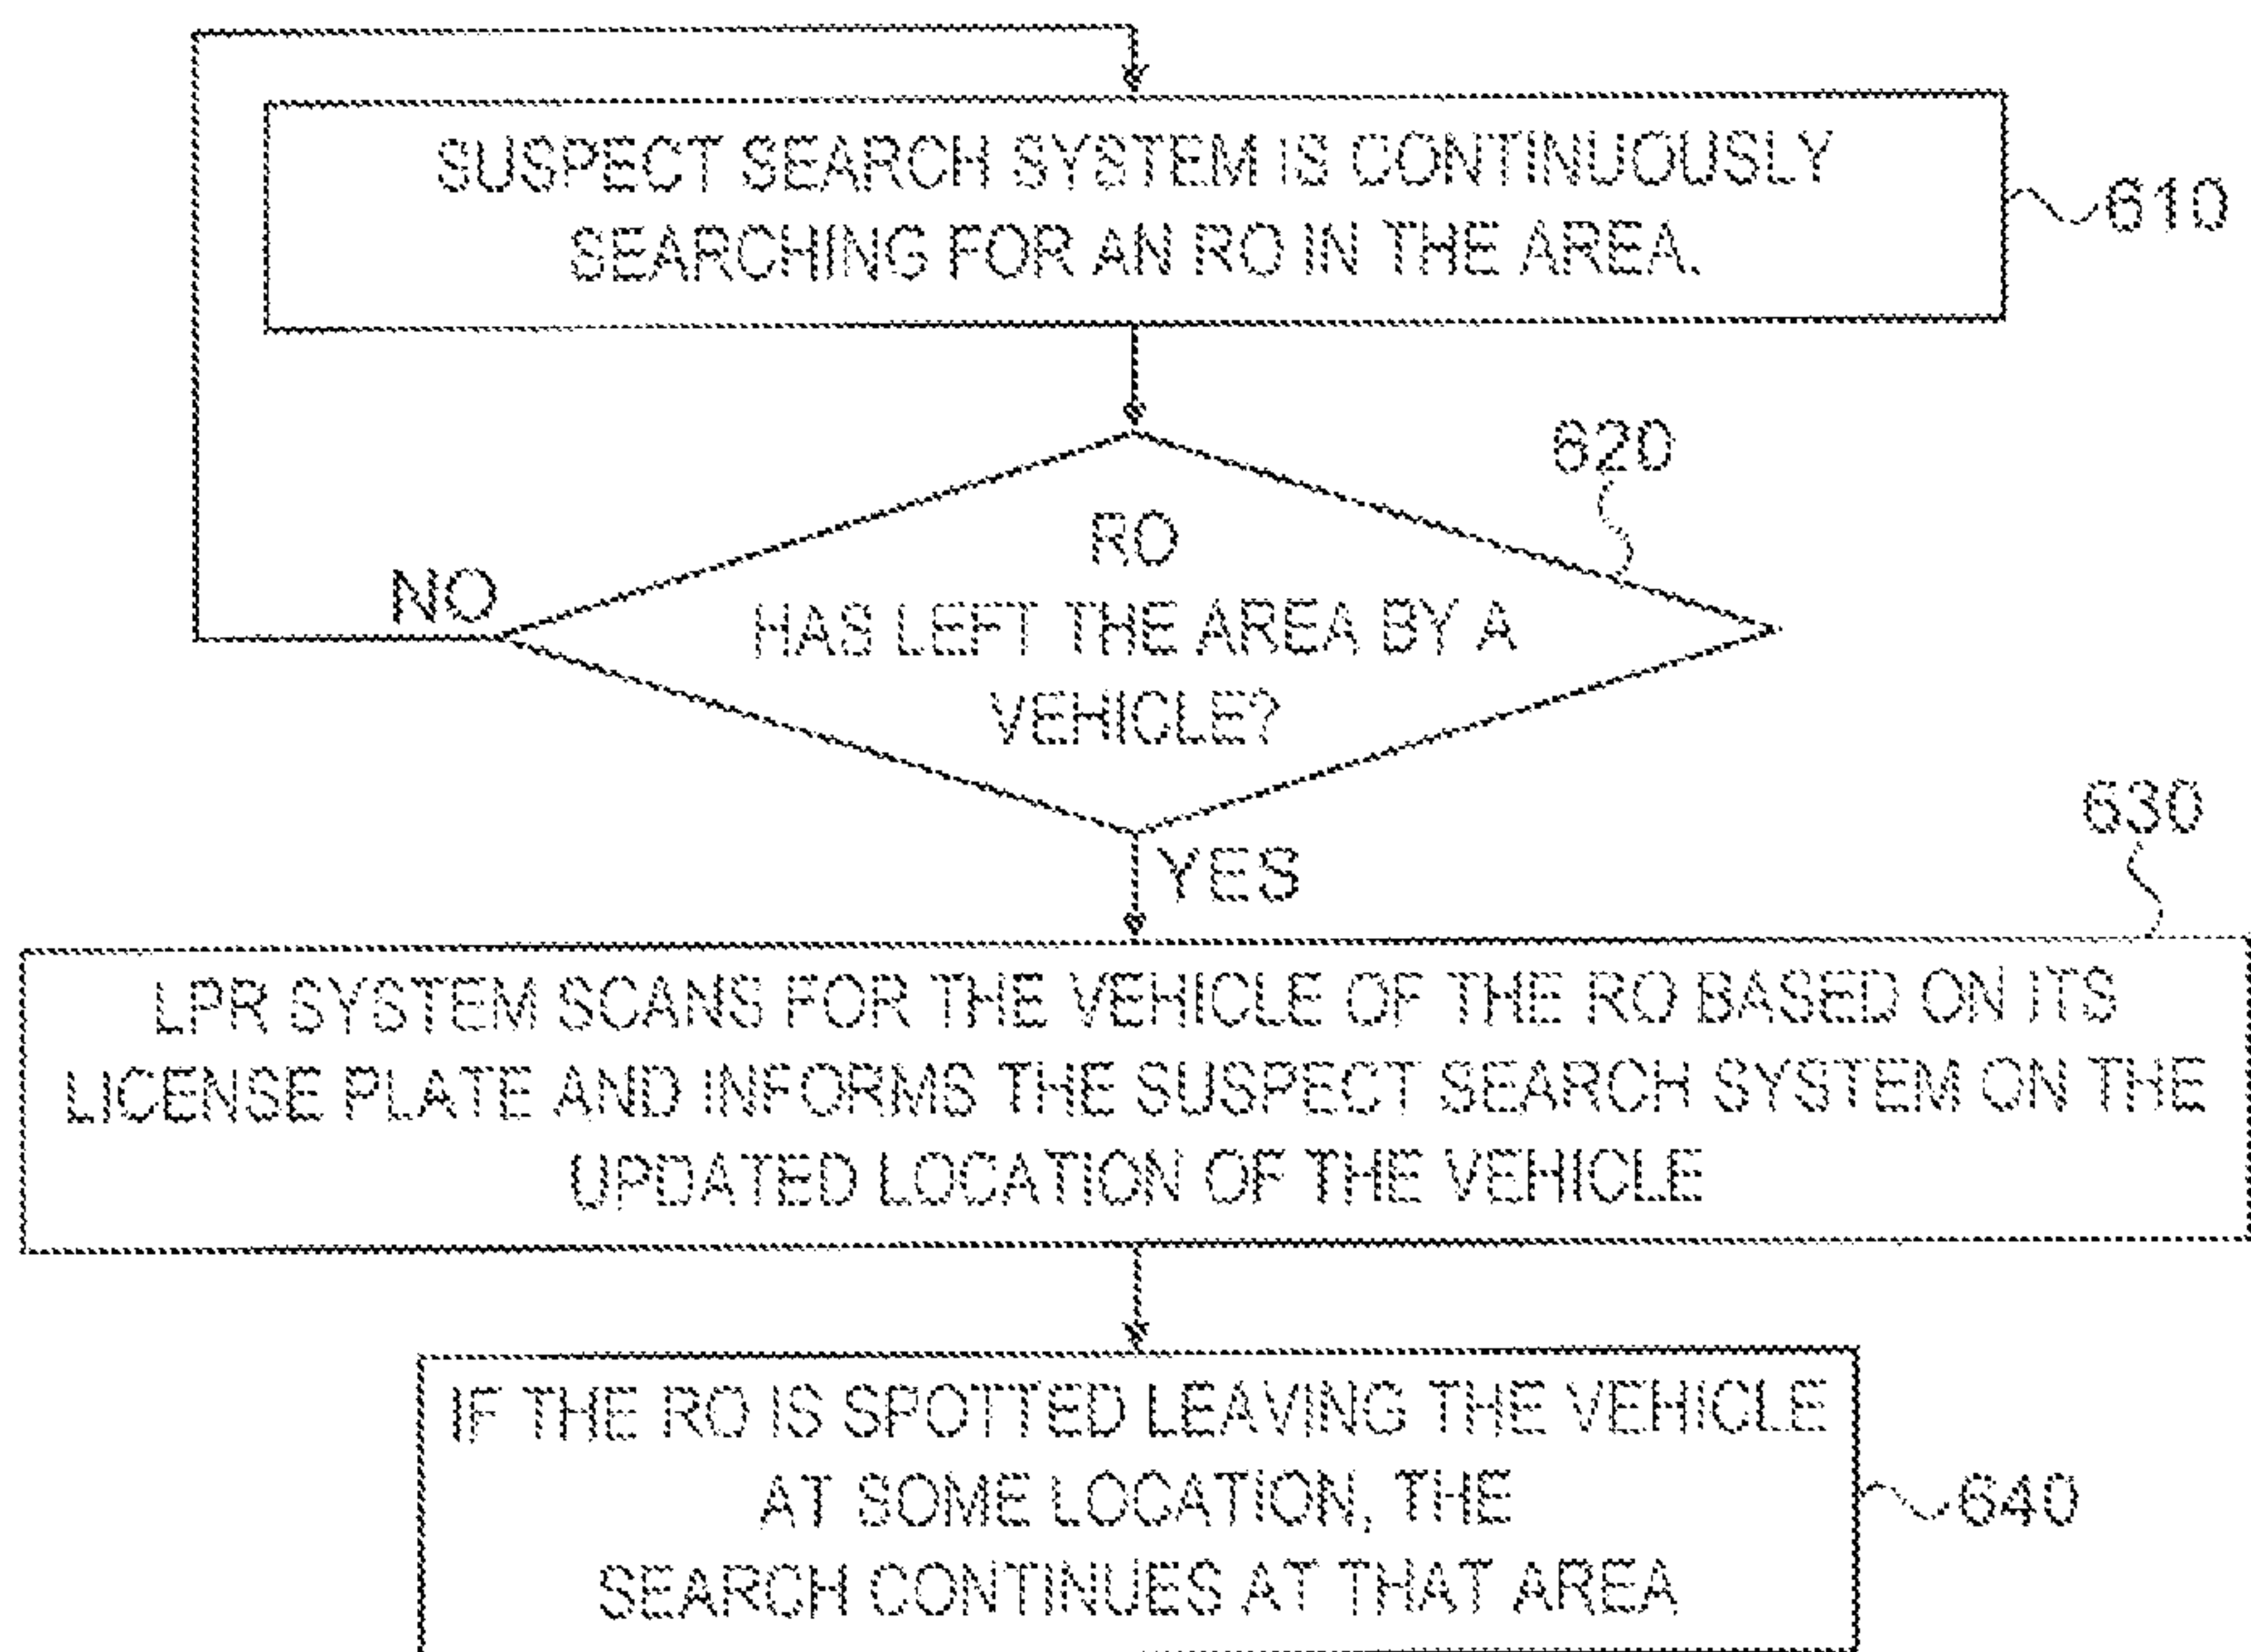 SUSPECT SEARCH SYSTEM IS CONTINUOUSLY
SEARCHING FOR AN RO IN THE AREA.
610
620
RO
HAS LEFT THE AREA BY A
VEHICLE?
NO
YES
630
LPR SYSTEM SCANS FOR THE VEHICLE OF THE RO BASED ON ITS
LICENSE PLATE AND INFORMS THE SUSPECT SEARCH SYSTEM ON THE
UPDATED LOCATION OF THE VEHICLE
IF THE RO IS SPOTTED LEAVING THE VEHICLE
AT SOME LOCATION, THE
SEARCH CONTINUES AT THAT AREA
640